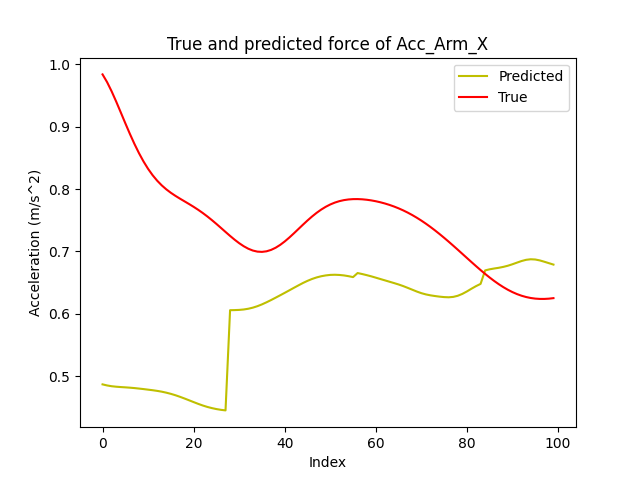 True and predicted force of Acc_Arm_X
Predicted
True
1.0
0.9
0.8
0.7
0.6
0.5
Acceleration (m/s^2)
0 20 40 60 80 100
Index